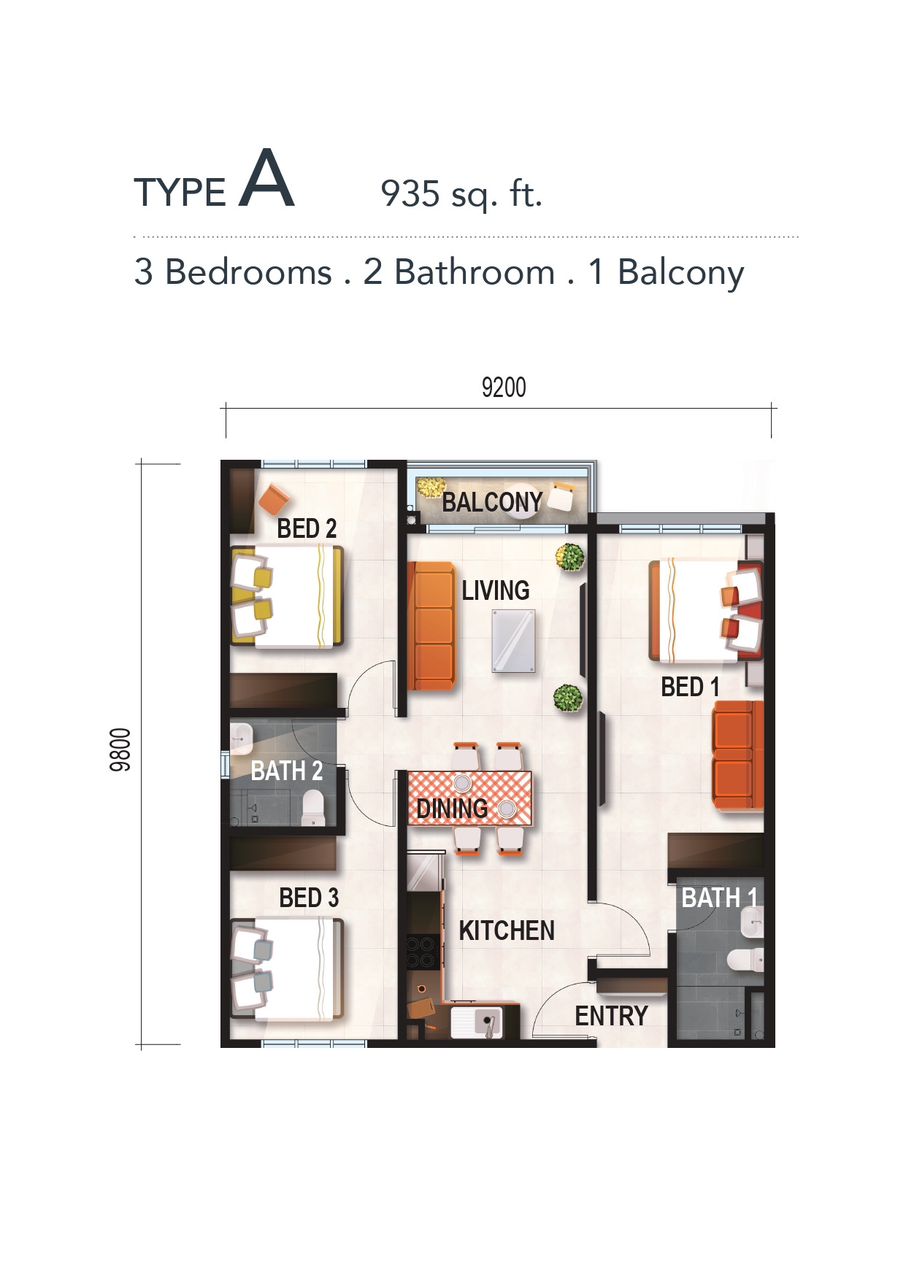 TYPE A 935 sq. ft.
3 Bedrooms . 2 Bathroom . 1 Balcony
9200
BALCONY
BED 2
LIVING
BED 1
9800
BATH 2
DINING
BED 3
BATH 1
KITCHEN
ENTRY